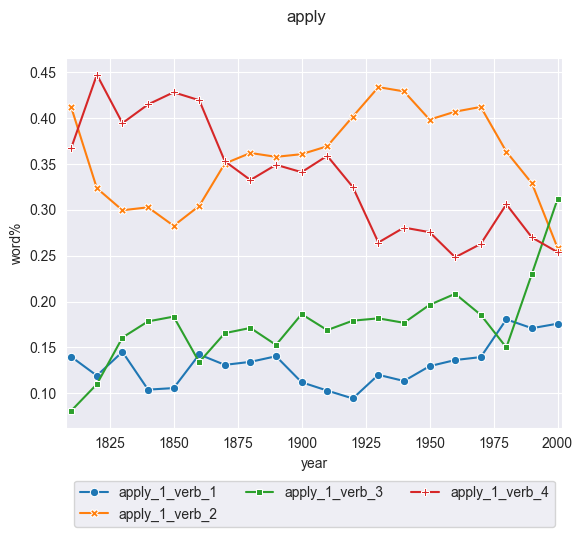 apply
0.45
0.40
0.35
0.30
0.25
0.20
0.15
0.10
word%
1825 1850 1875 1900 1925 1950 1975 2000
year
apply_1_verb_1 apply_1_verb_3 apply_1_verb_4
apply_1_verb_2